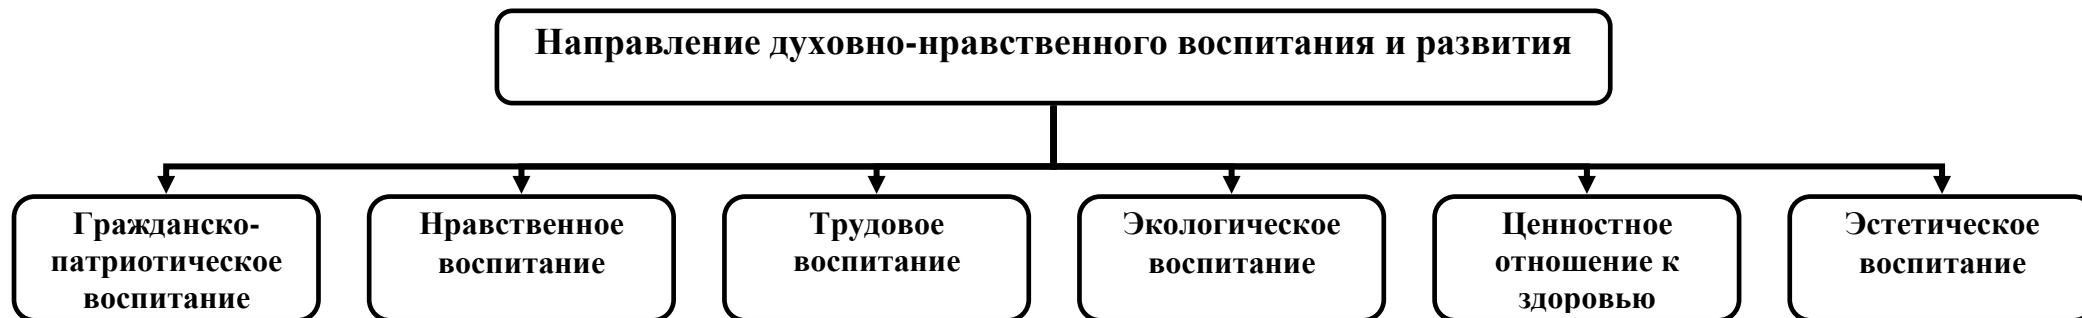 Направление духовно-нравственного воспитания и развития
Гражданско-
патриотическое
воспитание
Нравственное
воспитание
Трудовое
воспитание
Экологическое
воспитание
Ценностное
отношение к
здоровью
Эстетическое
воспитание